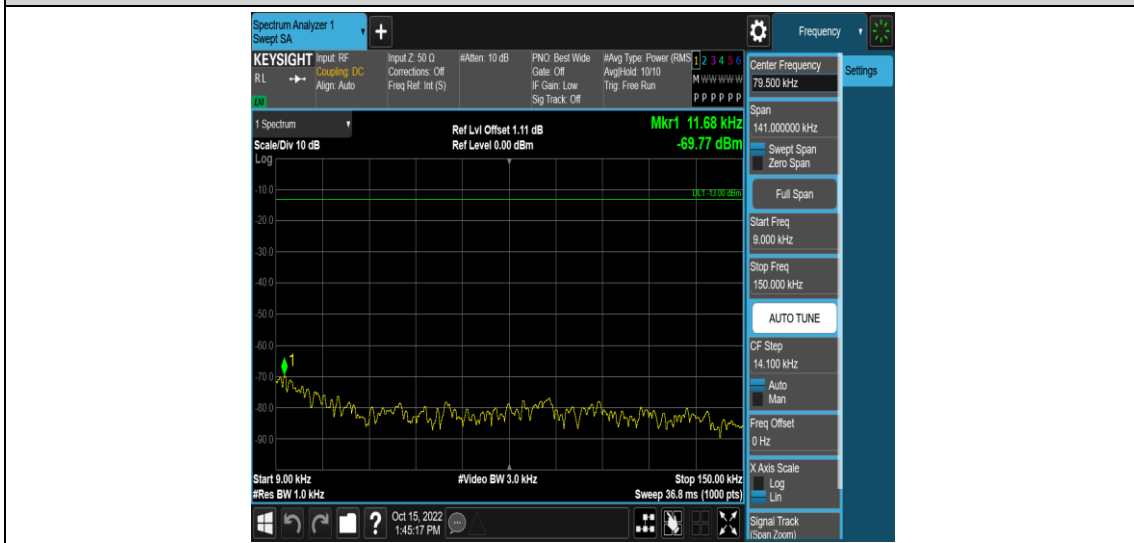 Spectrum Analyzer 1
Swept SA
+
Frequency
KEYSIGHT
RL
LXI
Input: RF
Coupling: DC
Align: Auto
Input Z: 50 Ω
Corrections: Off
Freq Ref: Int (S)
#Atten: 10 dB
PNO: Best Wide
Gate: Off
IF Gain: Low
Sig Track: Off
#Avg Type: Power (RMS
Avg|Hold: 10/10
Trig: Free Run
1 2 3 4 5 6
M W W W W W
P P P P P P
1 Spectrum
Scale/Div 10 dB
Log
Ref Lvl Offset 1.11 dB
Ref Level 0.00 dBm
Mkr1 11.68 kHz
-69.77 dBm
DL1 -13.00 dBm
-10.0
-20.0
-30.0
-40.0
-50.0
-60.0
-70.0
-80.0
-90.0
1
Start 9.00 kHz
#Res BW 1.0 kHz
#Video BW 3.0 kHz
Stop 150.00 kHz
Sweep 36.8 ms (1000 pts)
Center Frequency
79.500 kHz
Settings
Span
141.000000 kHz
Swept Span
Zero Span
Full Span
Start Freq
9.000 kHz
Stop Freq
150.000 kHz
AUTO TUNE
CF Step
14.100 kHz
Auto
Man
Freq Offset
0 Hz
X Axis Scale
Log
Lin
Signal Track
(Span Zoom)
?
Oct 15, 2022
1:45:17 PM